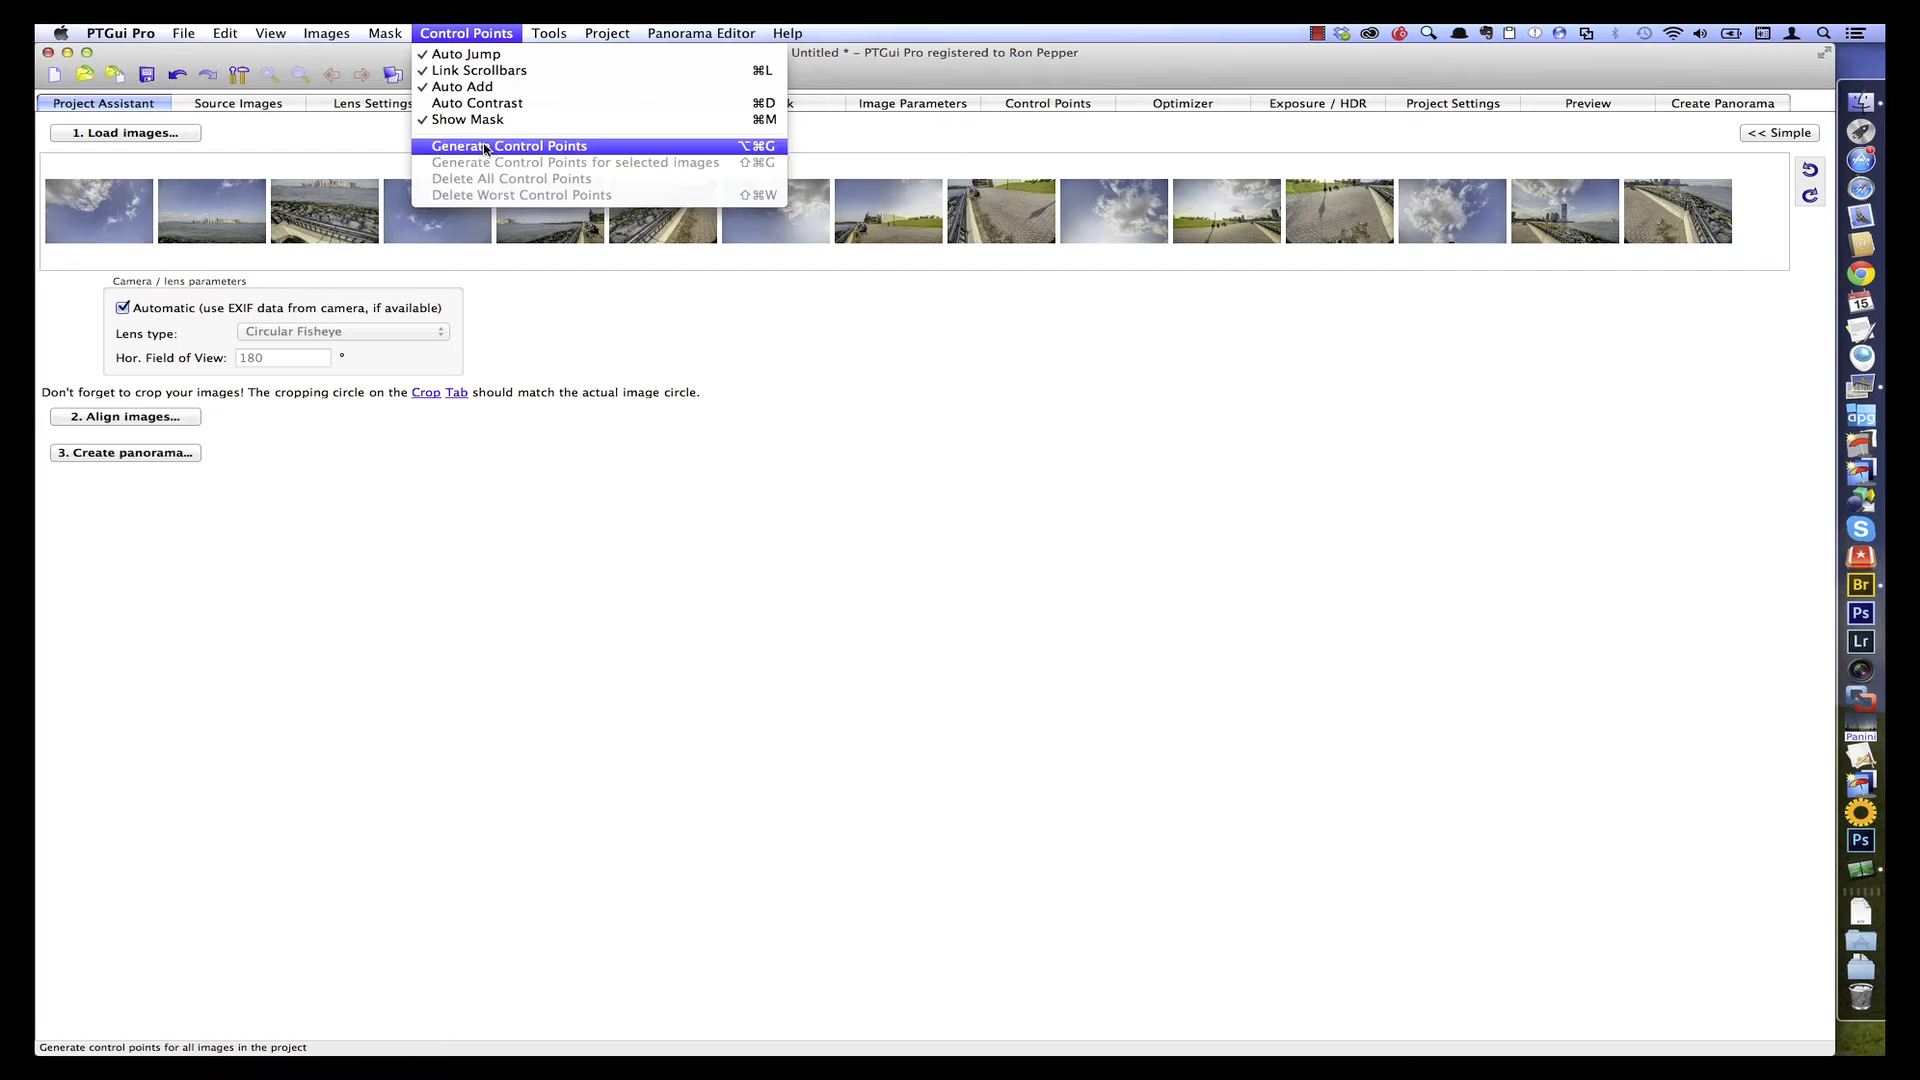 PTGui Pro File Edit View Images Mask Control Points Tools Project Panorama Editor Help
Untitled * – PTGui Pro registered to Ron Pepper
✓ Auto Jump
✓ Link Scrollbars ⌘L
✓ Auto Add
Auto Contrast ⌘D
✓ Show Mask ⌘M
Generate Control Points ⌥⌘G
Generate Control Points for selected images ⇧⌘G
Delete All Control Points
Delete Worst Control Points ⇧⌘W
Project Assistant Source Images Lens Settings Image Parameters Control Points Optimizer Exposure / HDR Project Settings Preview Create Panorama
1. Load images... << Simple
Camera / lens parameters
Automatic (use EXIF data from camera, if available)
Lens type: Circular Fisheye
Hor. Field of View: 180 °
Don't forget to crop your images! The cropping circle on the Crop Tab should match the actual image circle.
2. Align images...
3. Create panorama...
Generate control points for all images in the project
15
apg
S
Br
Ps
Lr
Panini
Ps